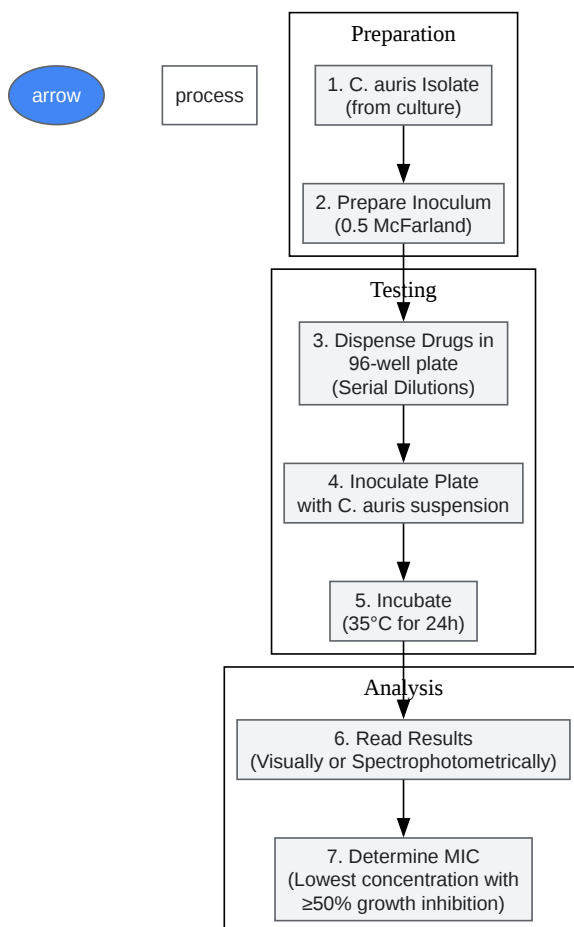 Preparation
arrow
process
1. C. auris Isolate
(from culture)
2. Prepare Inoculum
(0.5 McFarland)
Testing
3. Dispense Drugs in
96-well plate
(Serial Dilutions)
4. Inoculate Plate
with C. auris suspension
5. Incubate
(35°C for 24h)
Analysis
6. Read Results
(Visually or Spectrophotometrically)
7. Determine MIC
(Lowest concentration with
≥50% growth inhibition)